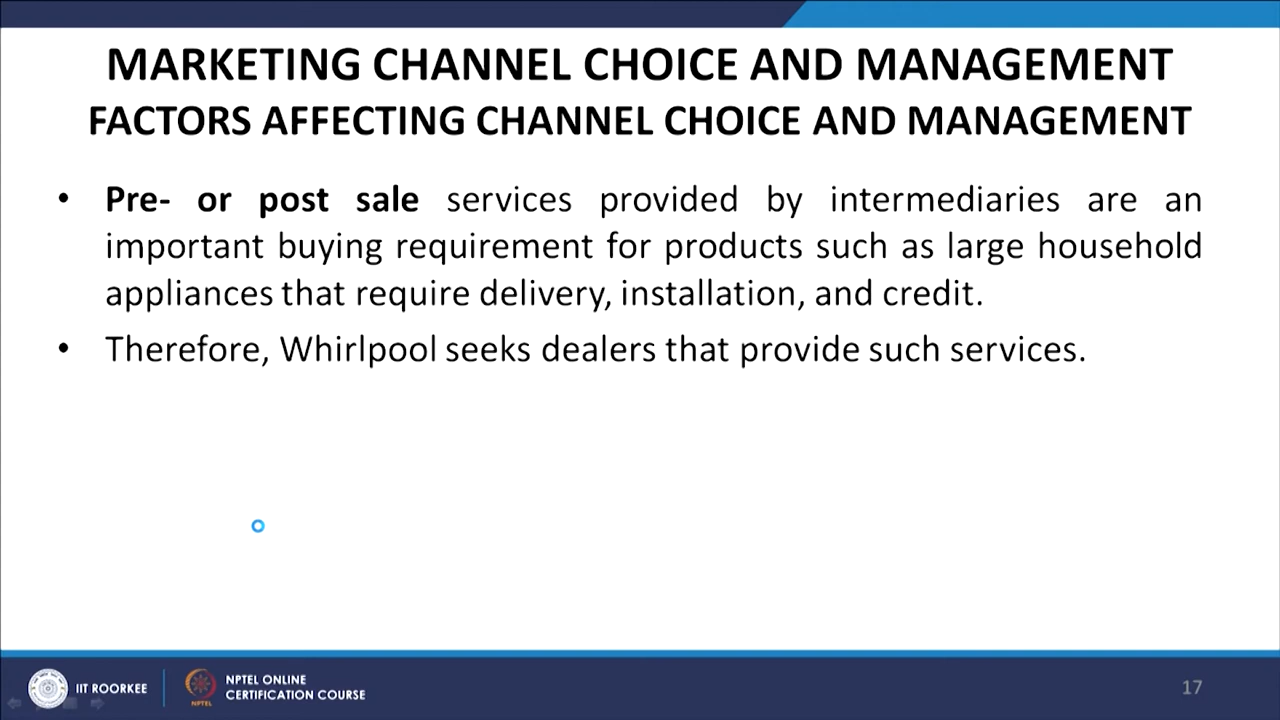 MARKETING CHANNEL CHOICE AND MANAGEMENT
FACTORS AFFECTING CHANNEL CHOICE AND MANAGEMENT
• Pre- or post sale services provided by intermediaries are an
important buying requirement for products such as large household
appliances that require delivery, installation, and credit.
• Therefore, Whirlpool seeks dealers that provide such services.
IIT ROORKEE
NPTEL
NPTEL ONLINE
CERTIFICATION COURSE
17